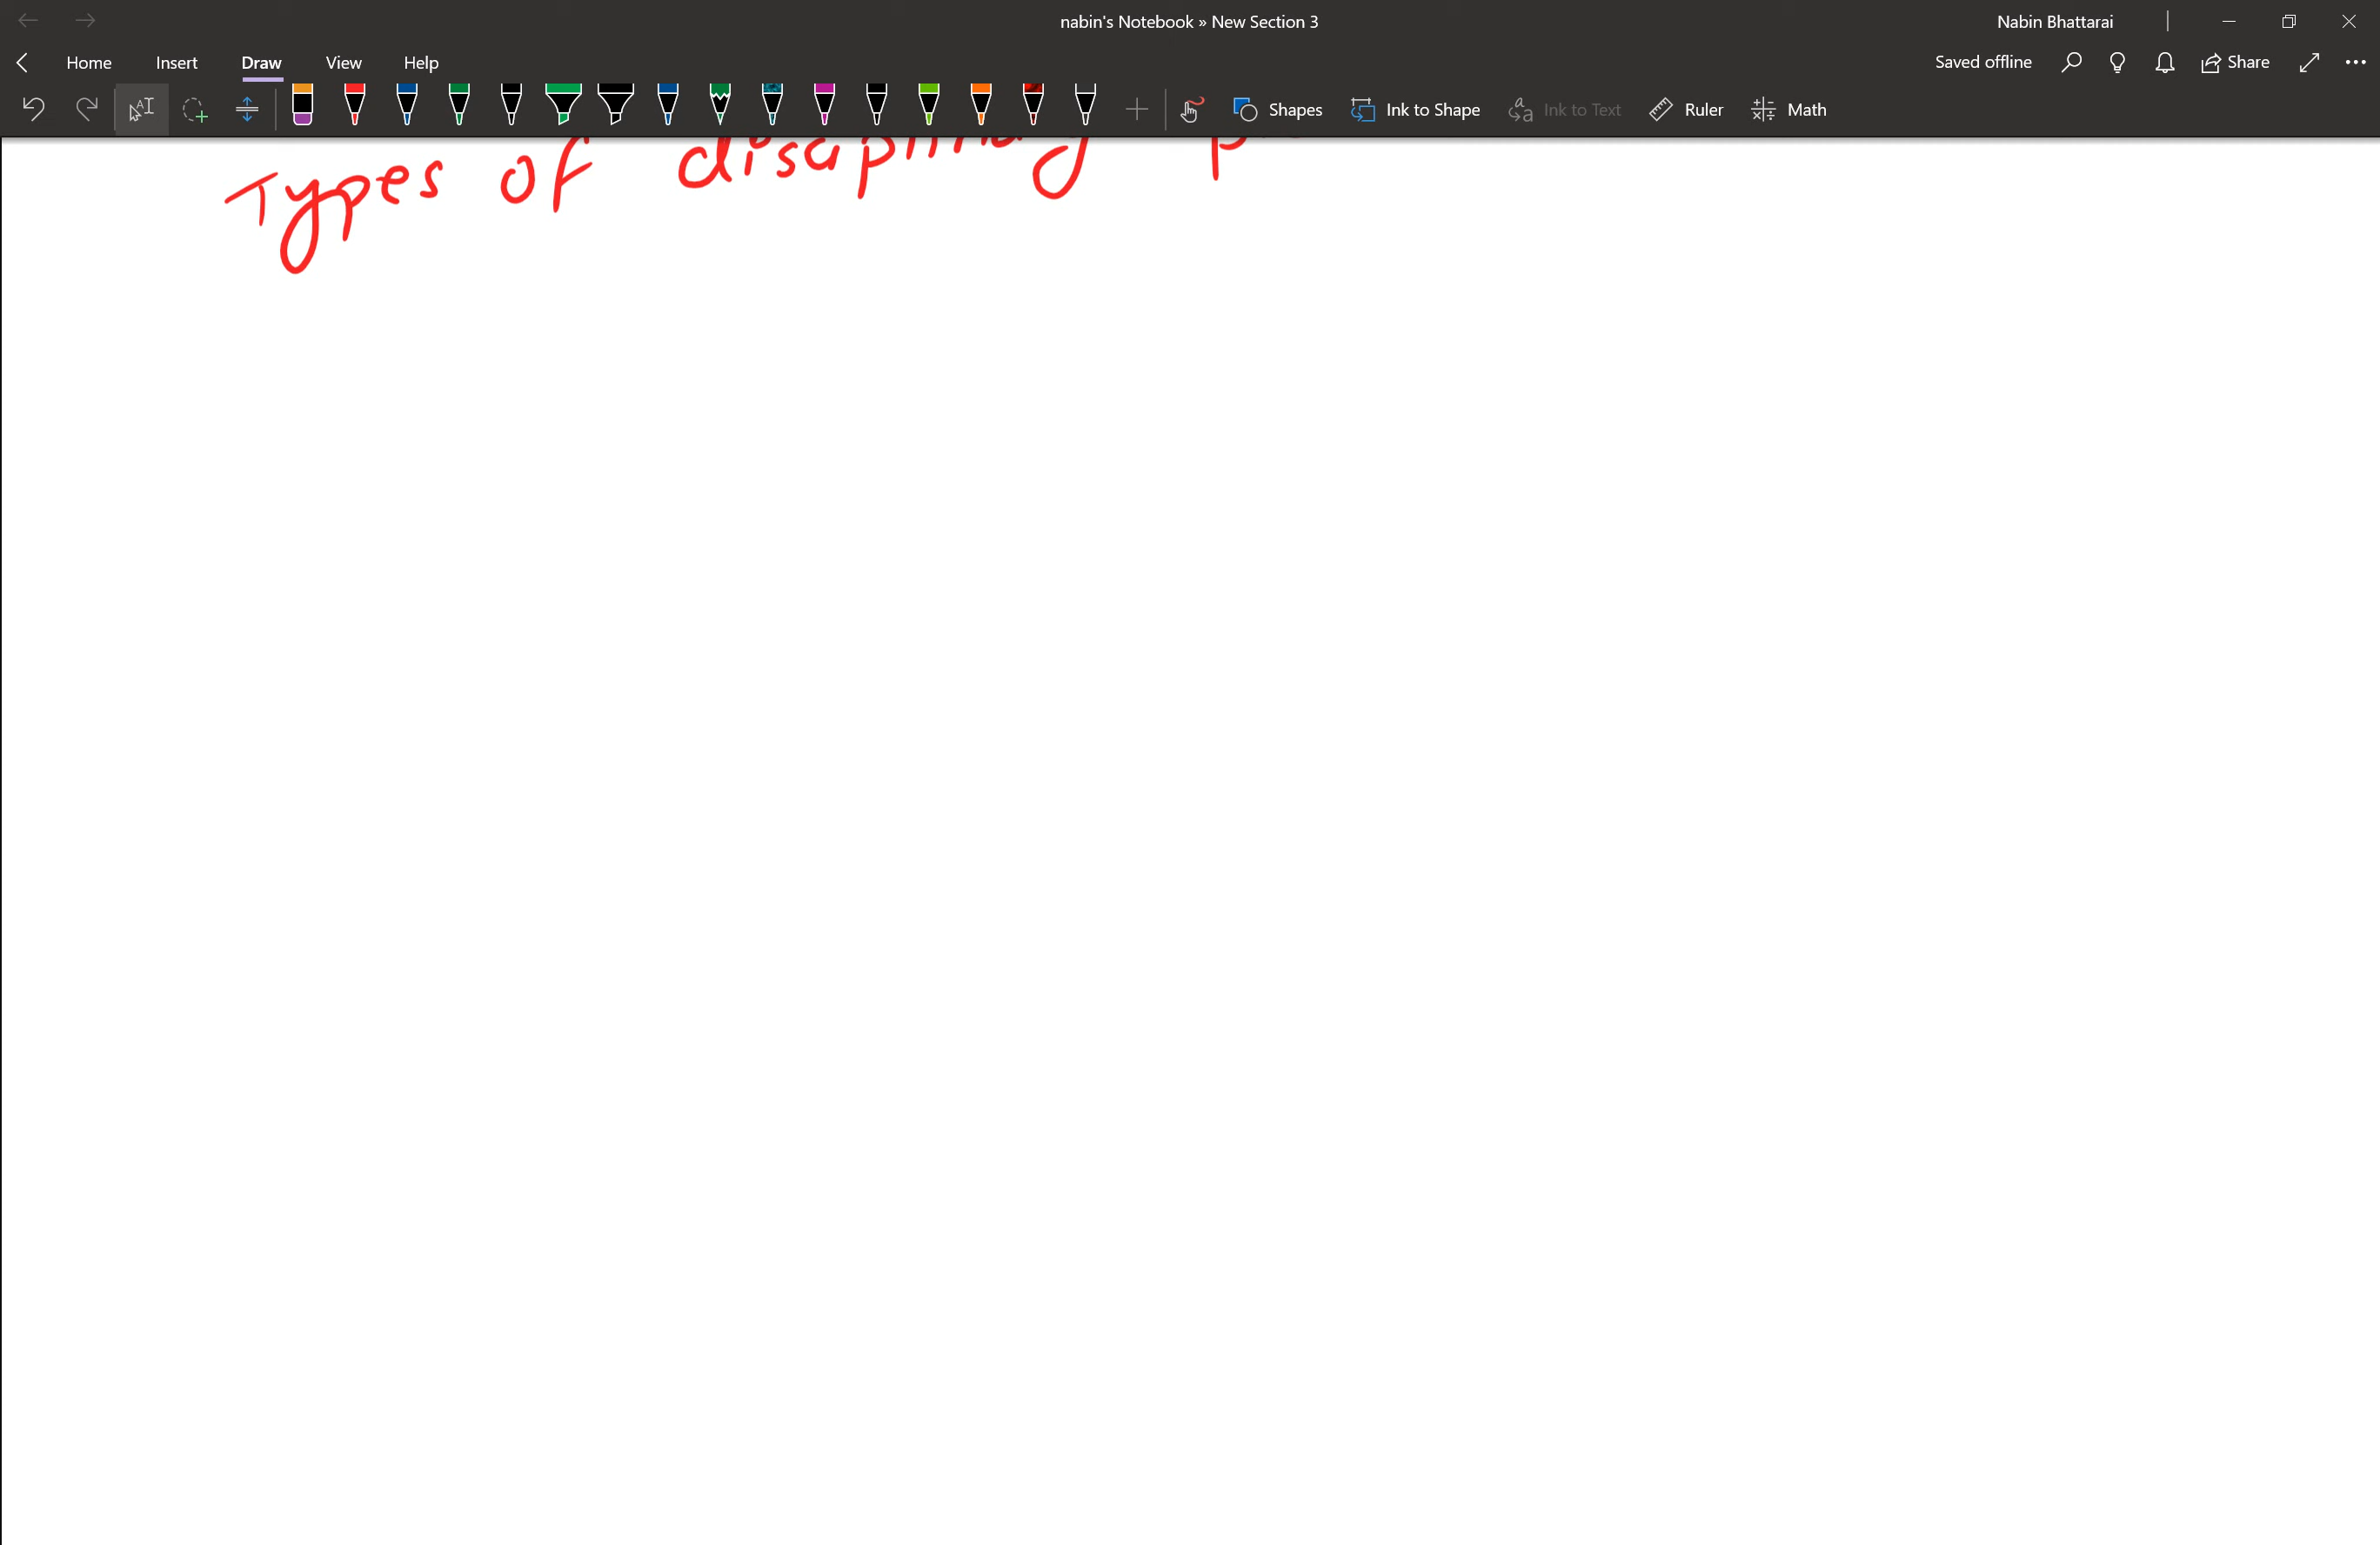 nabin's Notebook » New Section 3
Nabin Bhattarai
Home Insert Draw View Help
Saved offline
Share
Shapes
Ink to Shape
Ink to Text
Ruler
Math
Types of